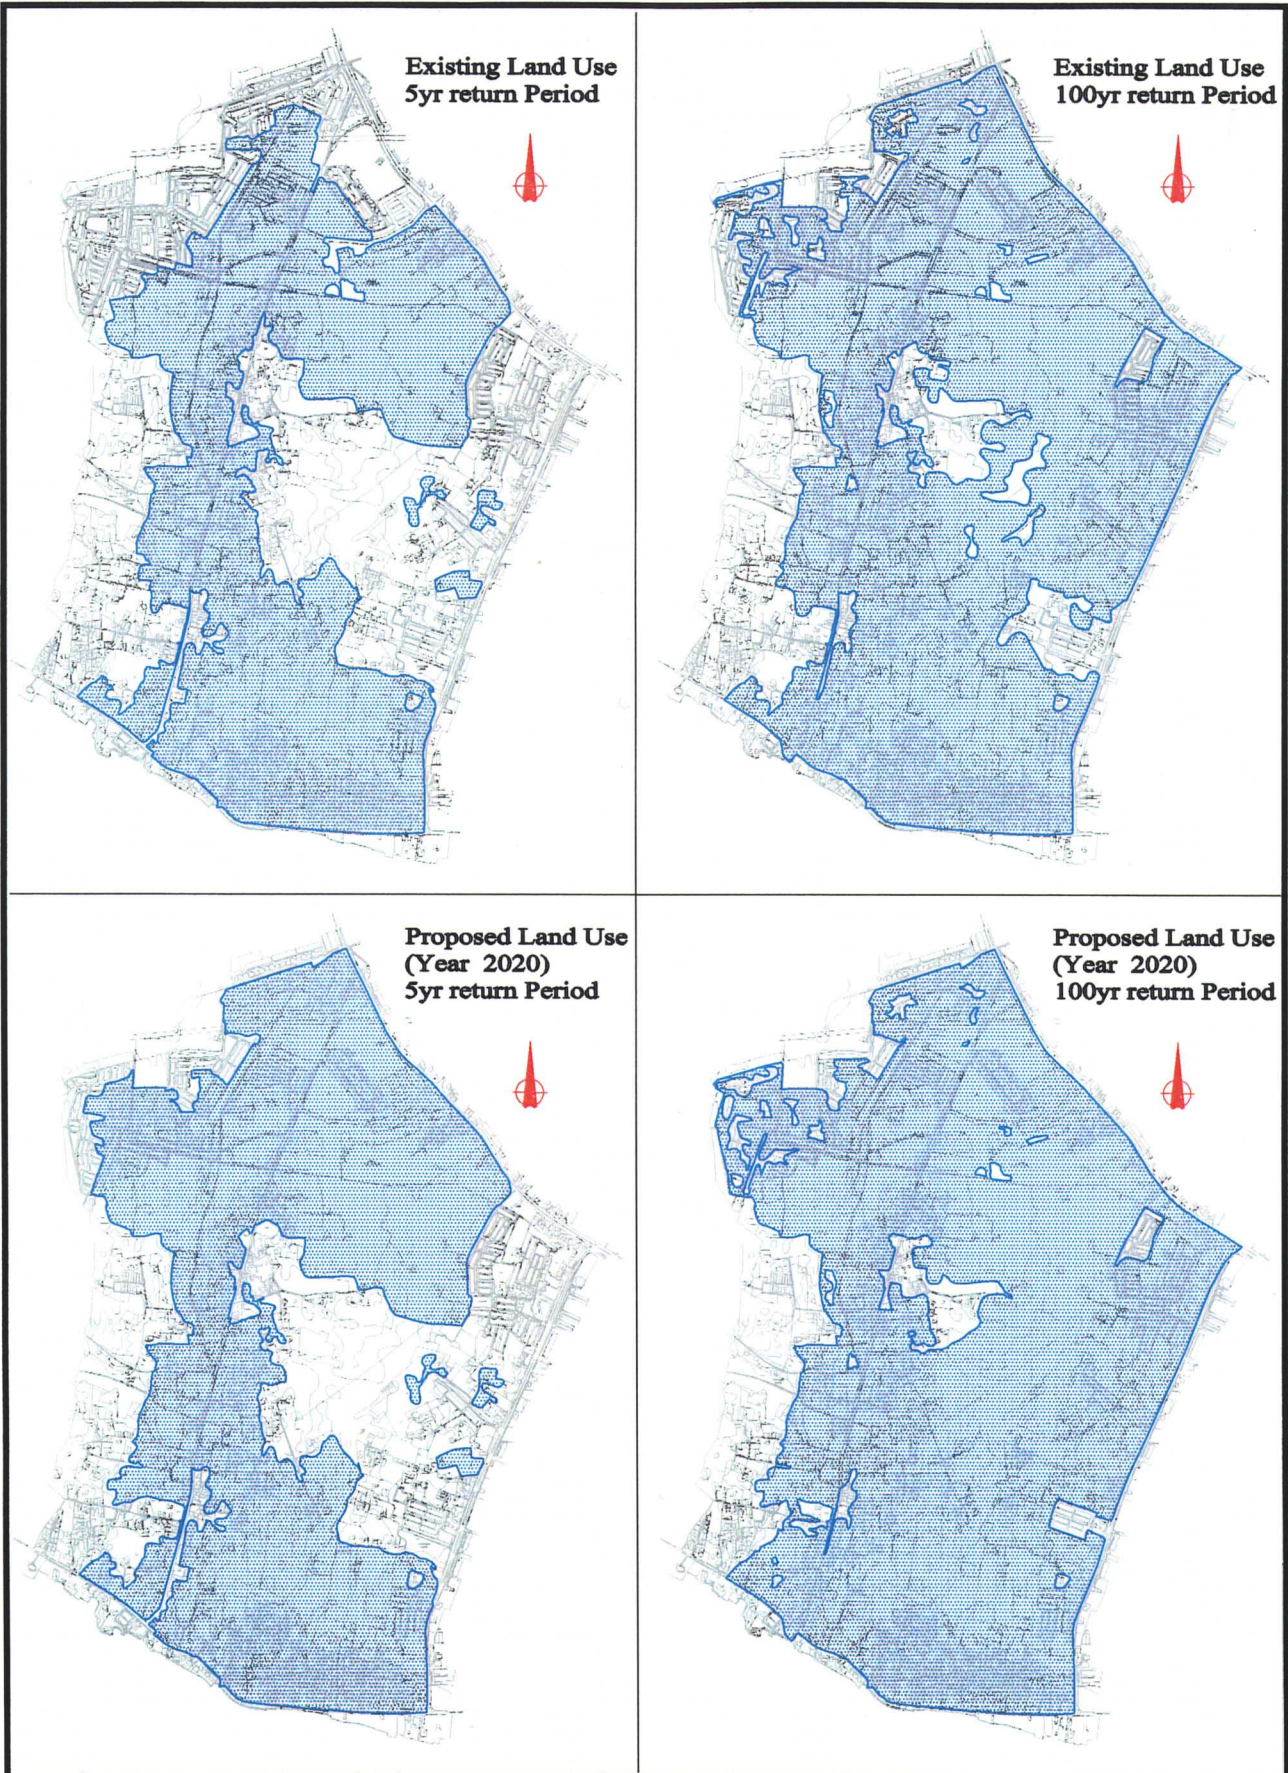 Existing Land Use
5yr return Period
Existing Land Use
100yr return Period
Proposed Land Use
(Year 2020)
5yr return Period
Proposed Land Use
(Year 2020)
100yr return Period